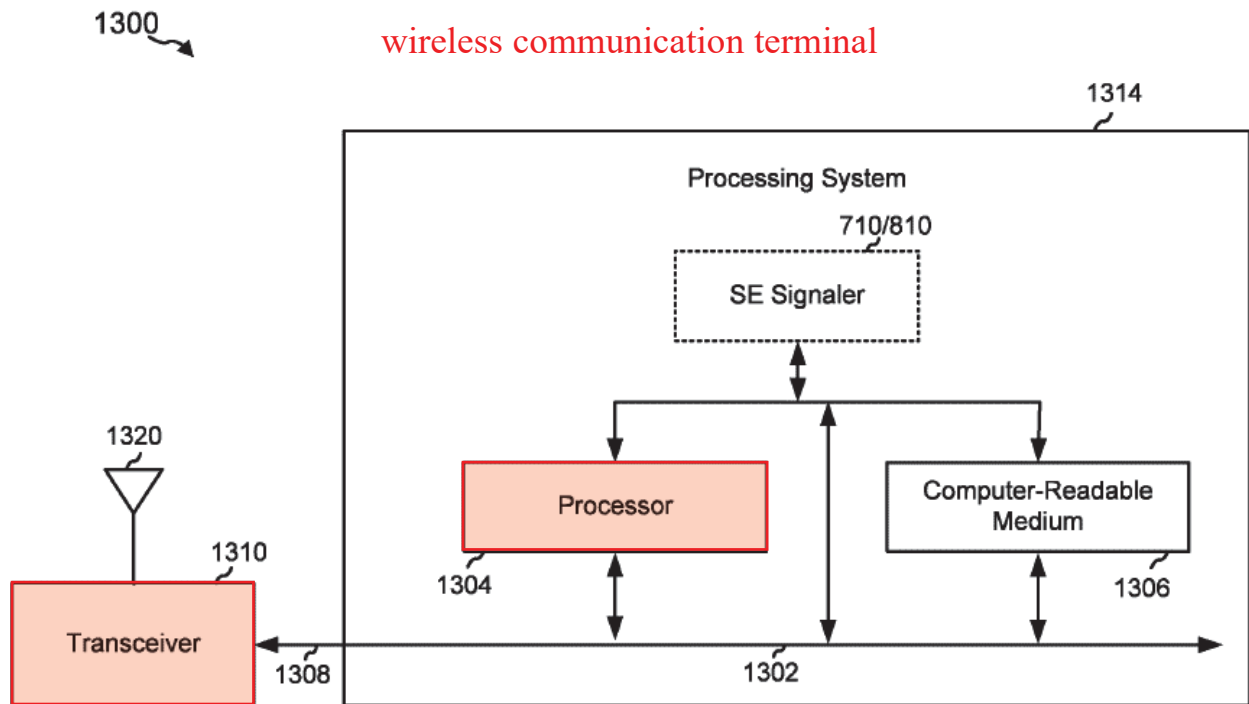 1300
wireless communication terminal
1314
Processing System
710/810
SE Signaler
1320
Processor
Computer-Readable
Medium
1310
1304
1306
Transceiver
1308
1302